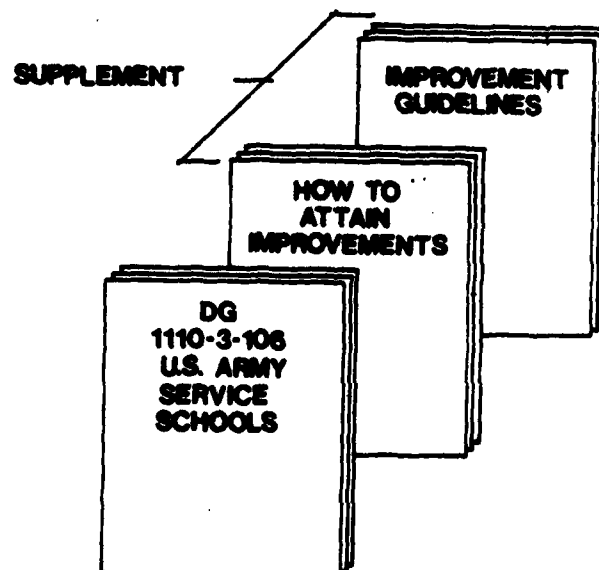 SUPPLEMENT
IMPROVEMENT
GUIDELINES
HOW TO
ATTAIN
IMPROVEMENTS
DG
1110-3-106
U.S. ARMY
SERVICE
SCHOOLS